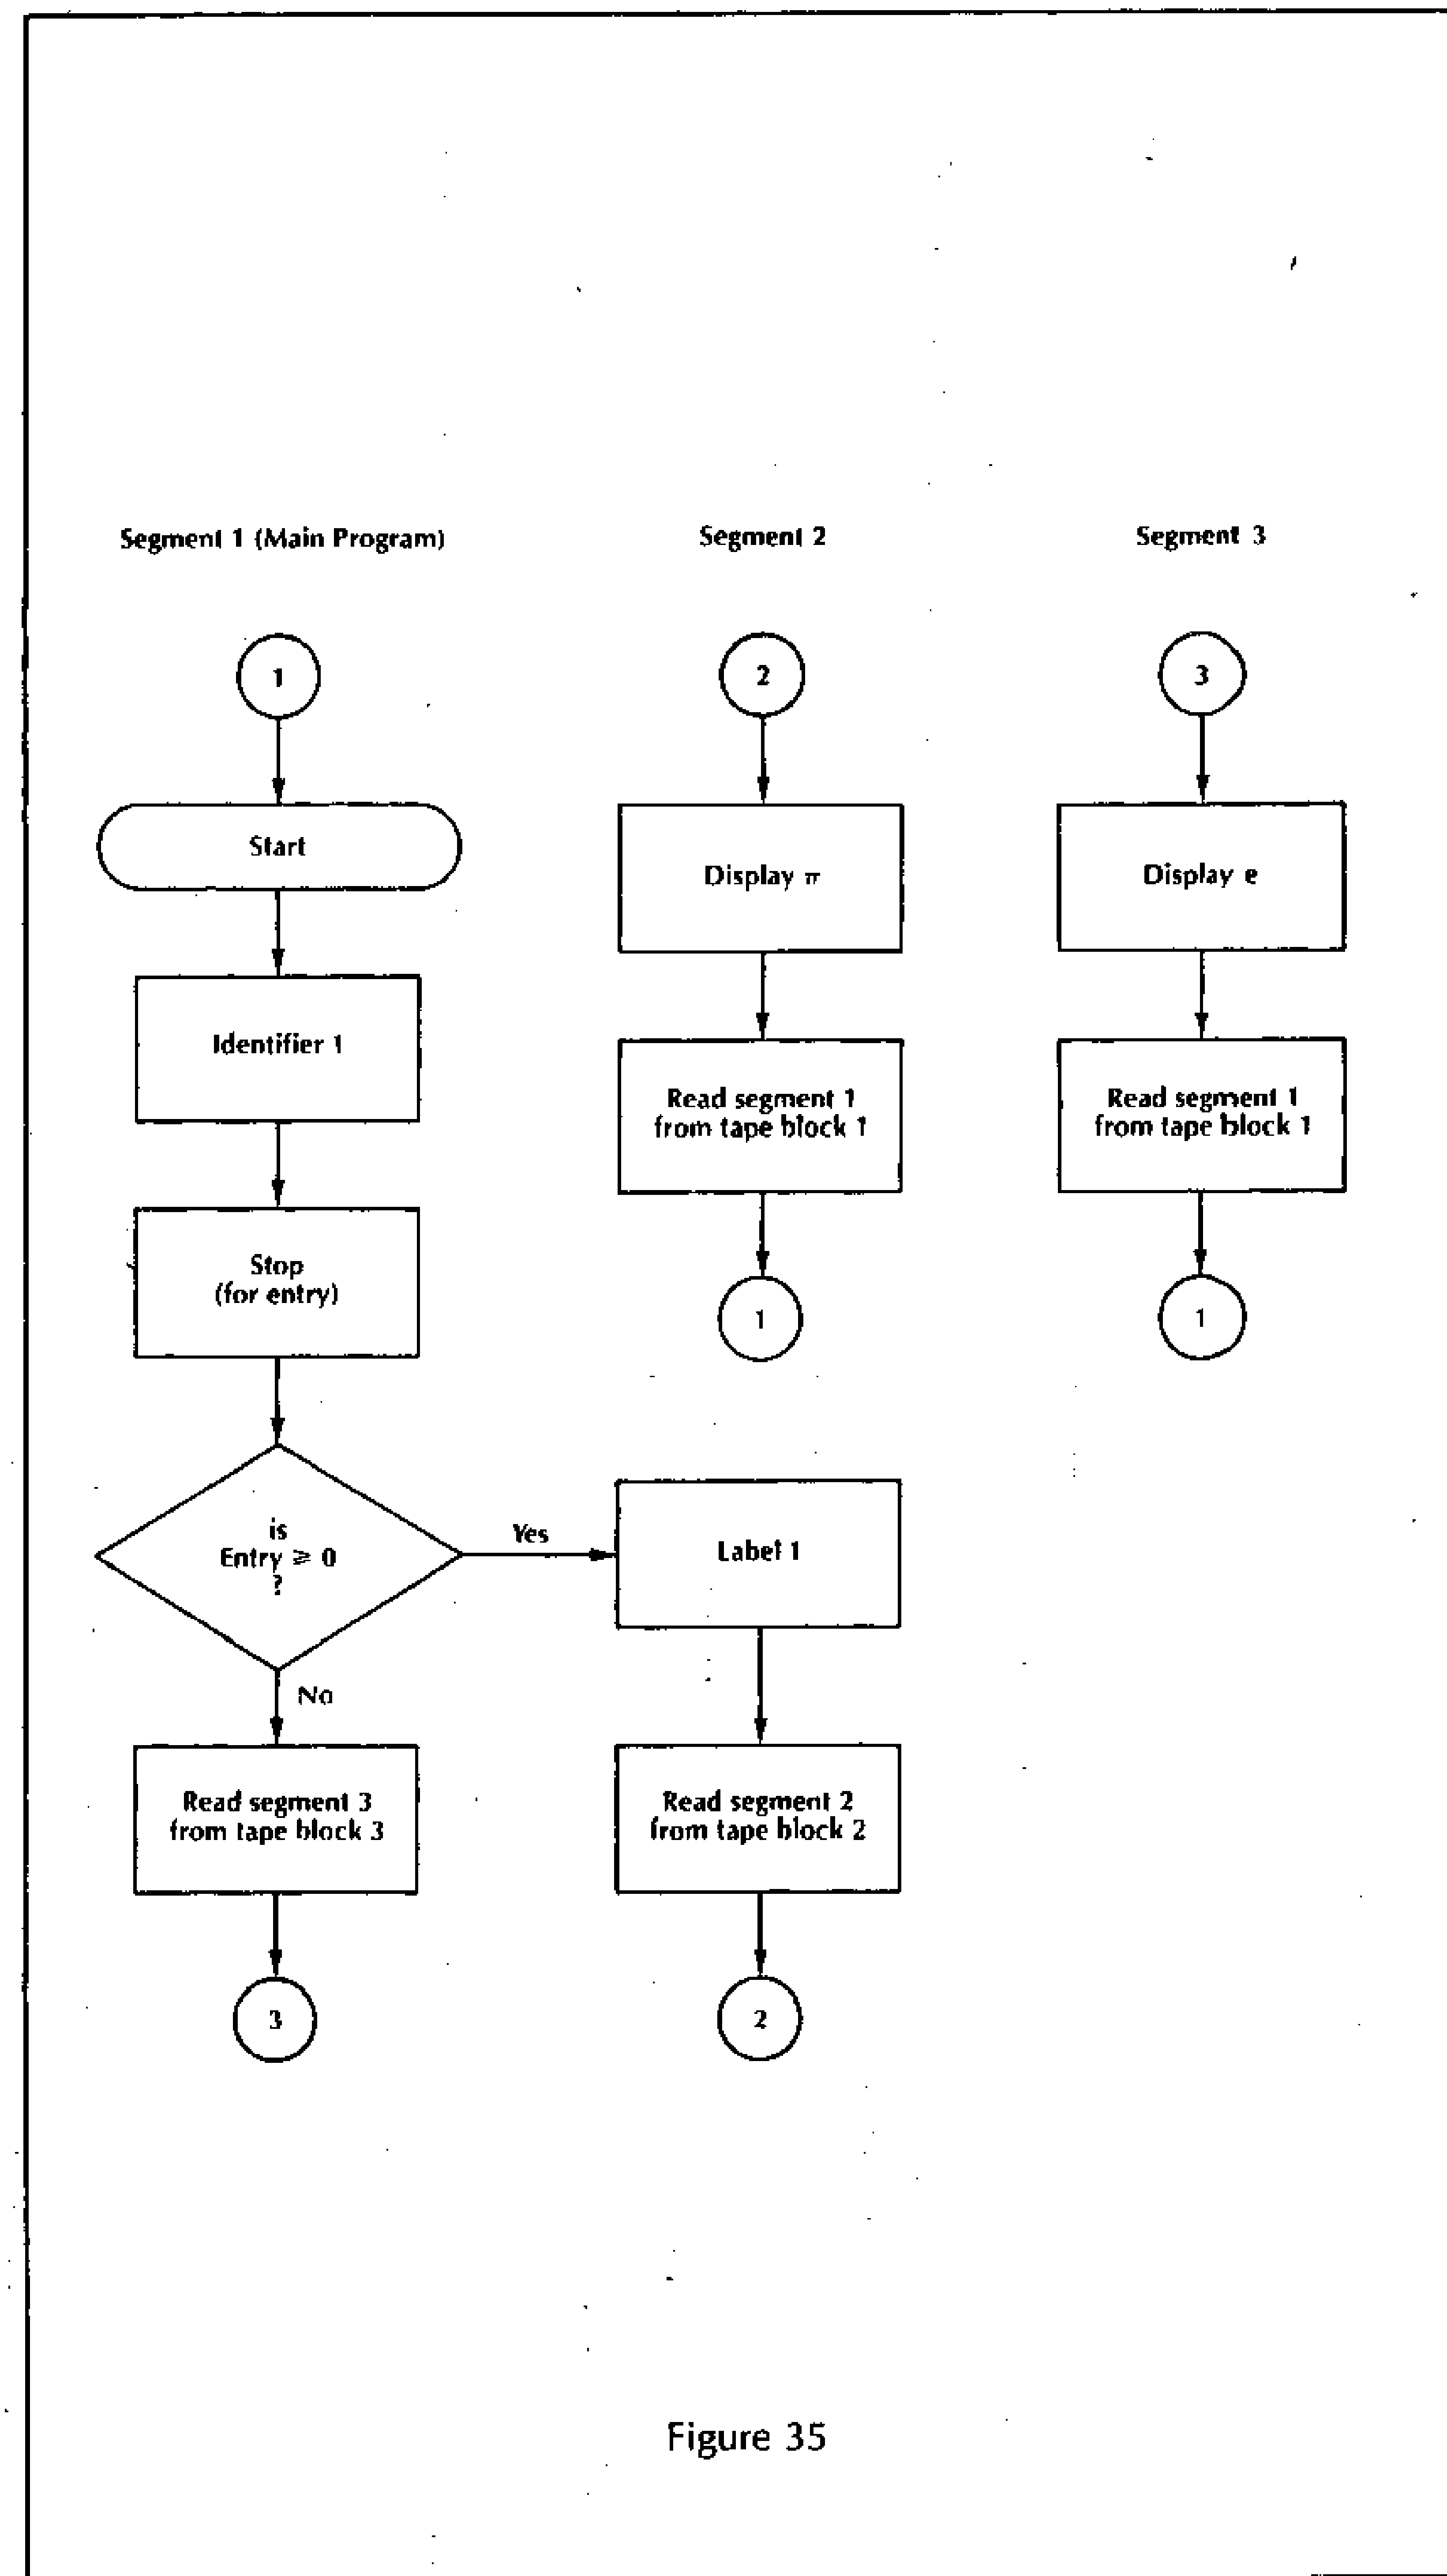 Segment 1 (Main Program)
1
Start
Identifier 1
Stop
(for entry)
is
Entry ≥ 0
?
Yes
No
Read segment 3
from tape block 3
3
Label 1
Read segment 2
from tape block 2
2
Segment 2
2
Display π
Read segment 1
from tape block 1
1
Segment 3
3
Display e
Read segment 1
from tape block 1
1
Figure 35